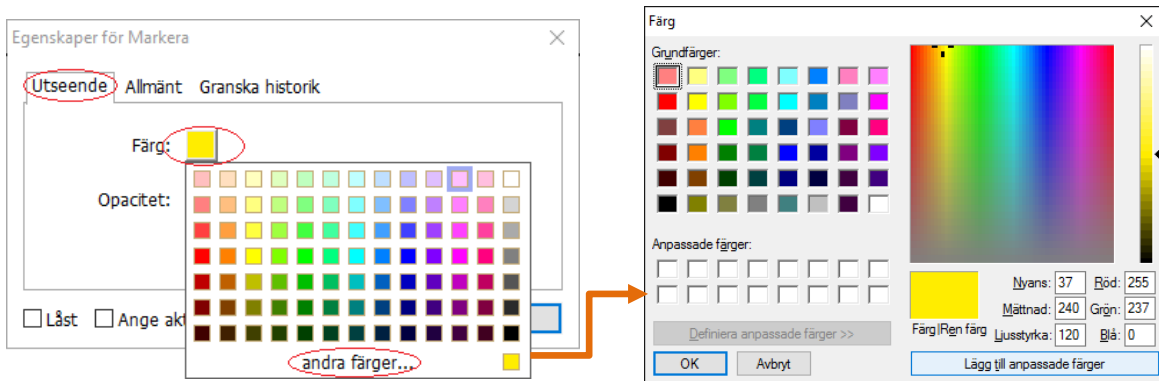 Egenskaper för Markera
Utseende Allmänt Granska historik
Färg:
Opacitet:
Låst Ange akt
andra färger...
Färg
Grundfärger:
Anpassade färger:
Definiera anpassade färger >>
OK Avbryt
Färg|Ren färg
Nyans: 37 Röd: 255
Mättnad: 240 Grön: 237
Ljusstyrka: 120 Blå: 0
Lägg till anpassade färger